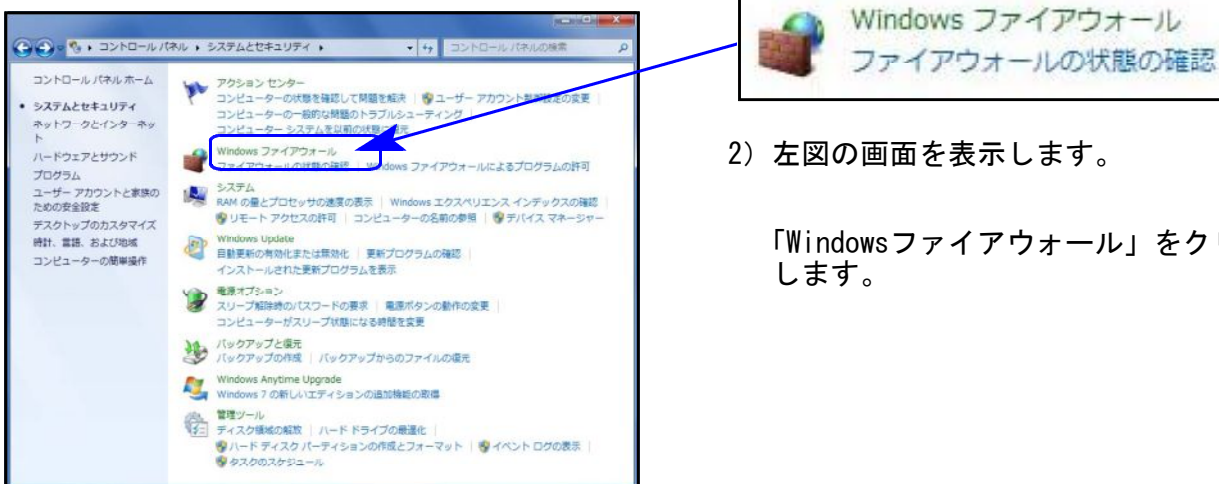 コントロール パネル ▸ システムとセキュリティ ▸
コントロール パネルの検索
コントロール パネル ホーム
• システムとセキュリティ
ネットワークとインターネッ
ト
ハードウェアとサウンド
プログラム
ユーザー アカウントと家族の
ための安全設定
デスクトップのカスタマイズ
時計、言語、および地域
コンピューターの簡単操作
アクション センター
コンピューターの状態を確認して問題を解決 ユーザー アカウント制御設定の変更
コンピューターの一般的な問題のトラブルシューティング
コンピューター システムを以前の状態に復元
Windows ファイアウォール
ファイアウォールの状態の確認 Windows ファイアウォールによるプログラムの許可
システム
RAM の量とプロセッサの速度の表示 Windows エクスペリエンス インデックスの確認
リモート アクセスの許可 コンピューターの名前の参照 デバイス マネージャー
Windows Update
自動更新の有効化または無効化 更新プログラムの確認
インストールされた更新プログラムを表示
電源オプション
スリープ解除時のパスワードの要求 電源ボタンの動作の変更
コンピューターがスリープ状態になる時間を変更
バックアップと復元
バックアップの作成 バックアップからのファイルの復元
Windows Anytime Upgrade
Windows 7 の新しいエディションの追加機能の取得
管理ツール
ディスク領域の解放 ハード ドライブの最適化
ハード ディスク パーティションの作成とフォーマット イベント ログの表示
タスクのスケジュール
Windows ファイアウォール
ファイアウォールの状態の確認
2) 左図の画面を表示します。
「Windowsファイアウォール」をク
します。